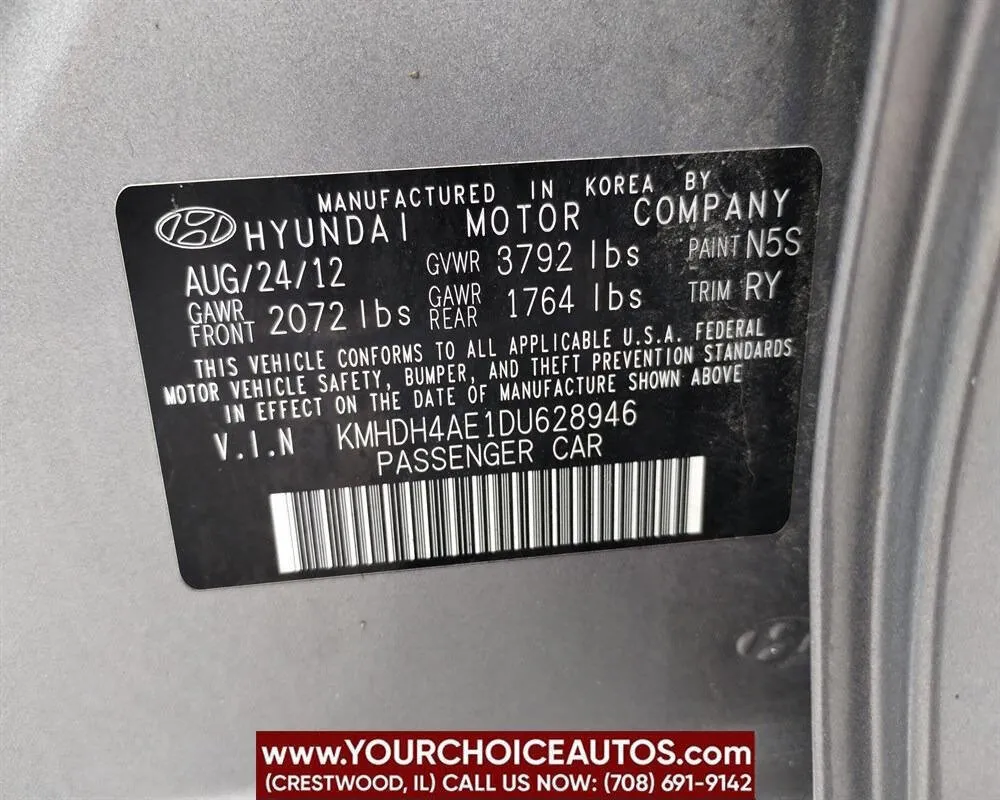 MANUFACTURED IN KOREA BY
HYUNDAI MOTOR COMPANY
AUG/24/12 GVWR 3792 lbs PAINT N5S
GAWR FRONT 2072 lbs GAWR REAR 1764 lbs TRIM RY
THIS VEHICLE CONFORMS TO ALL APPLICABLE U.S.A. FEDERAL
MOTOR VEHICLE SAFETY, BUMPER, AND THEFT PREVENTION STANDARDS
IN EFFECT ON THE DATE OF MANUFACTURE SHOWN ABOVE
V.I.N KMHDH4AE1DU628946
PASSENGER CAR
www.YOURCHOICEAUTOS.com
(CRESTWOOD, IL) CALL US NOW: (708) 691-9142